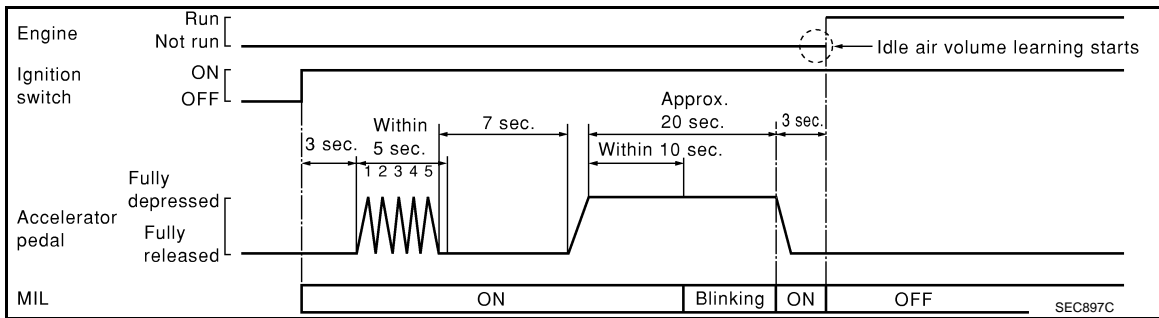 Engine
Run
Not run
Idle air volume learning starts
Ignition switch
ON
OFF
3 sec.
Within 5 sec.
1 2 3 4 5
7 sec.
Approx. 20 sec.
Within 10 sec.
3 sec.
Accelerator pedal
Fully depressed
Fully released
MIL
ON
Blinking
ON
OFF
SEC897C